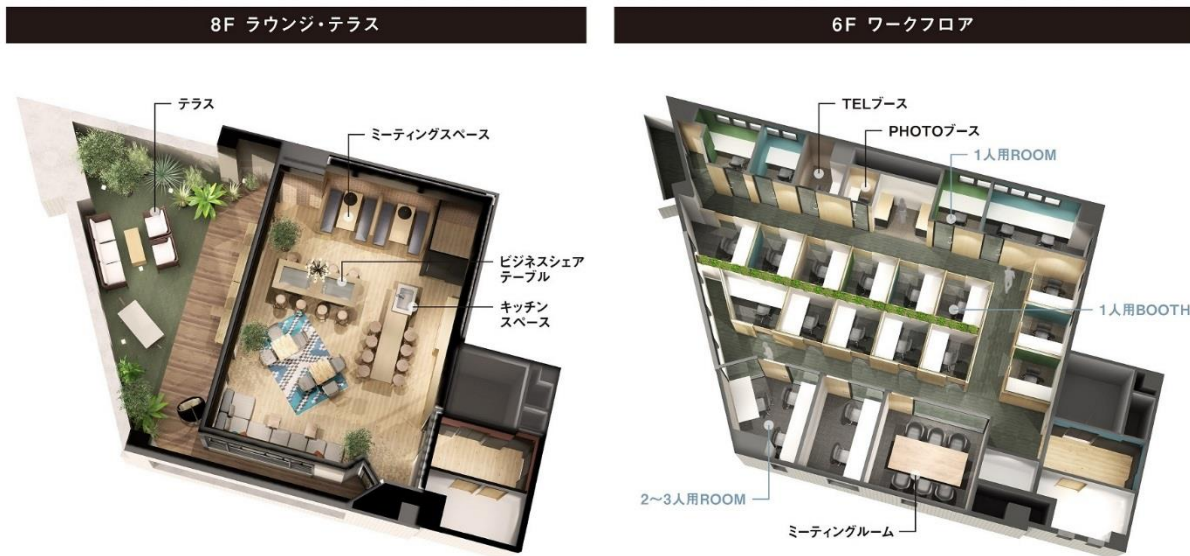 8F ラウンジ・テラス
テラス
ミーティングスペース
ビジネスシェア
テーブル
キッチン
スペース
6F ワークフロア
TELブース
PHOTOブース
1人用ROOM
1人用BOOTH
2〜3人用ROOM
ミーティングルーム